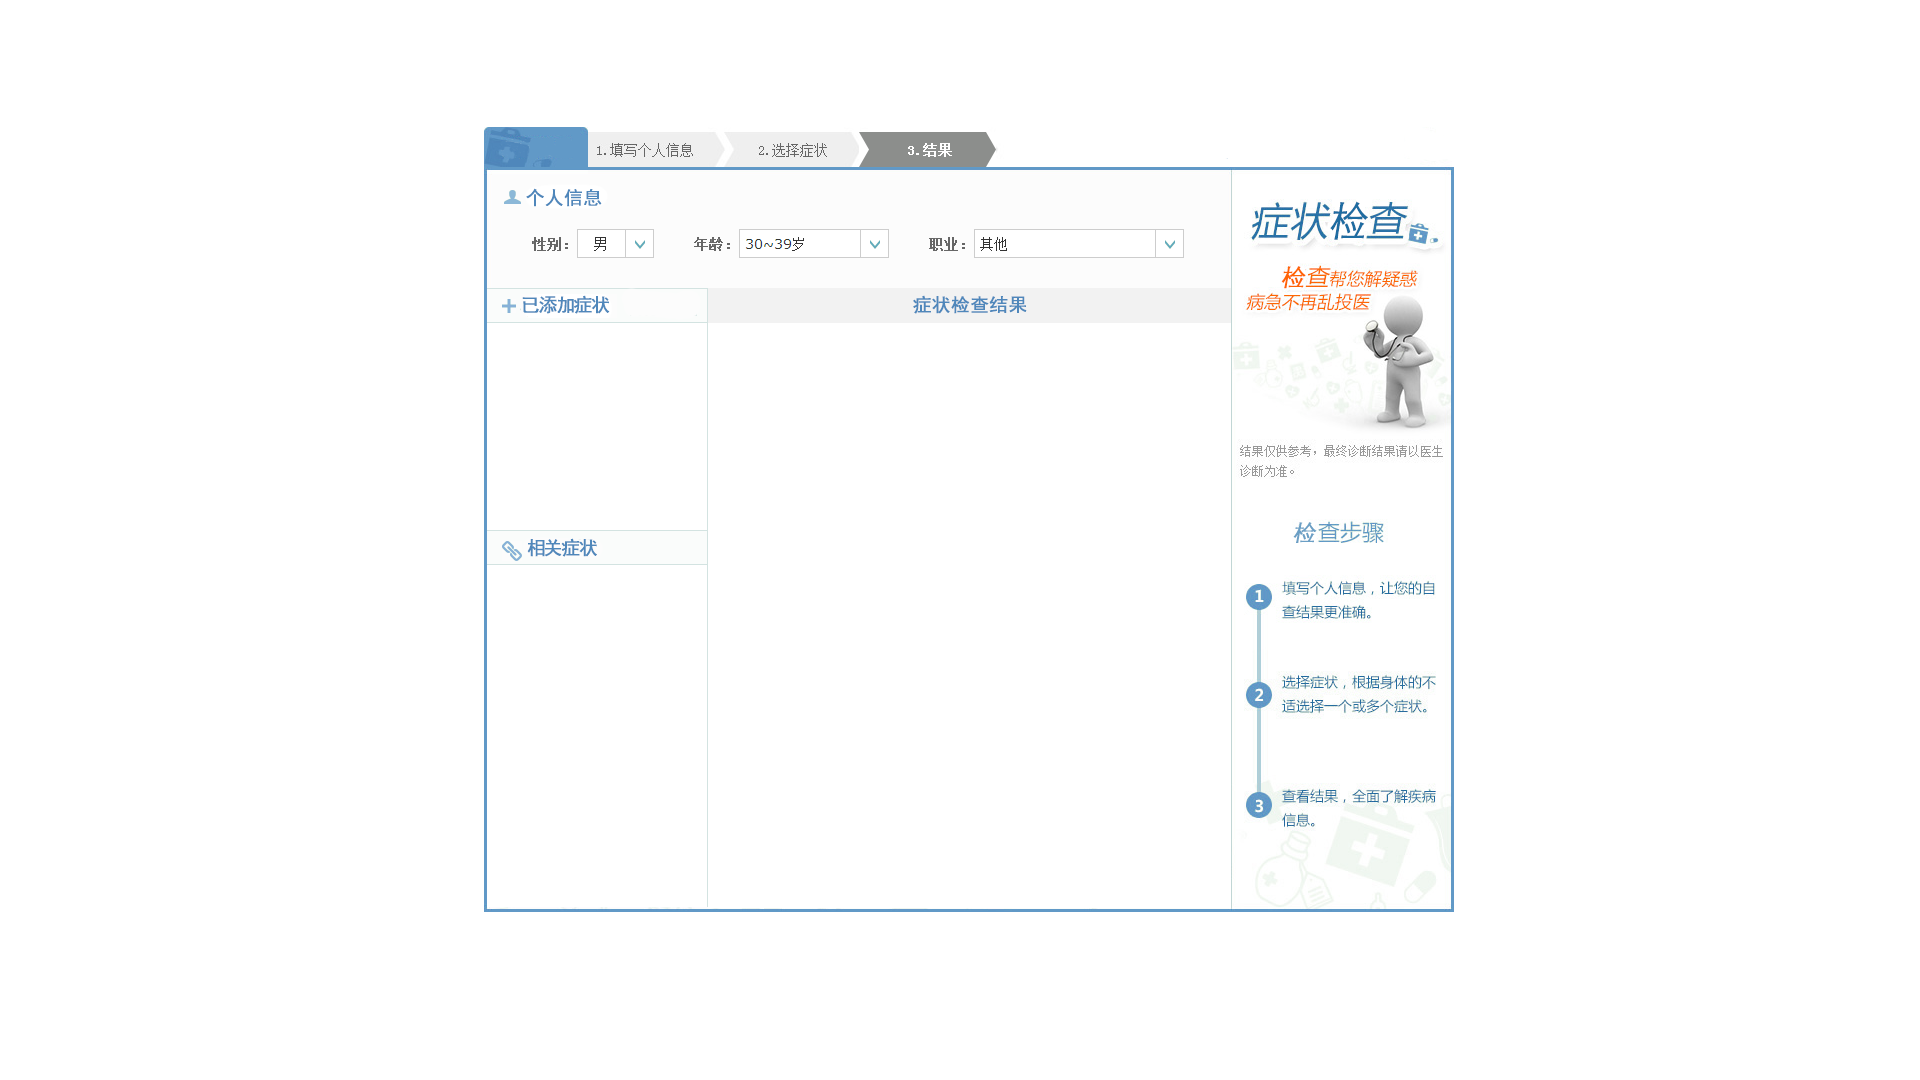 1.填写个人信息
2.选择症状
3.结果
个人信息
性别：
男
年龄：
30~39岁
职业：
其他
已添加症状
症状检查结果
相关症状
症状检查
检查帮您解疑惑
病急不再乱投医
结果仅供参考，最终诊断结果请以医生
诊断为准。
检查步骤
1
填写个人信息，让您的自
查结果更准确。
2
选择症状，根据身体的不
适选择一个或多个症状。
3
查看结果，全面了解疾病
信息。